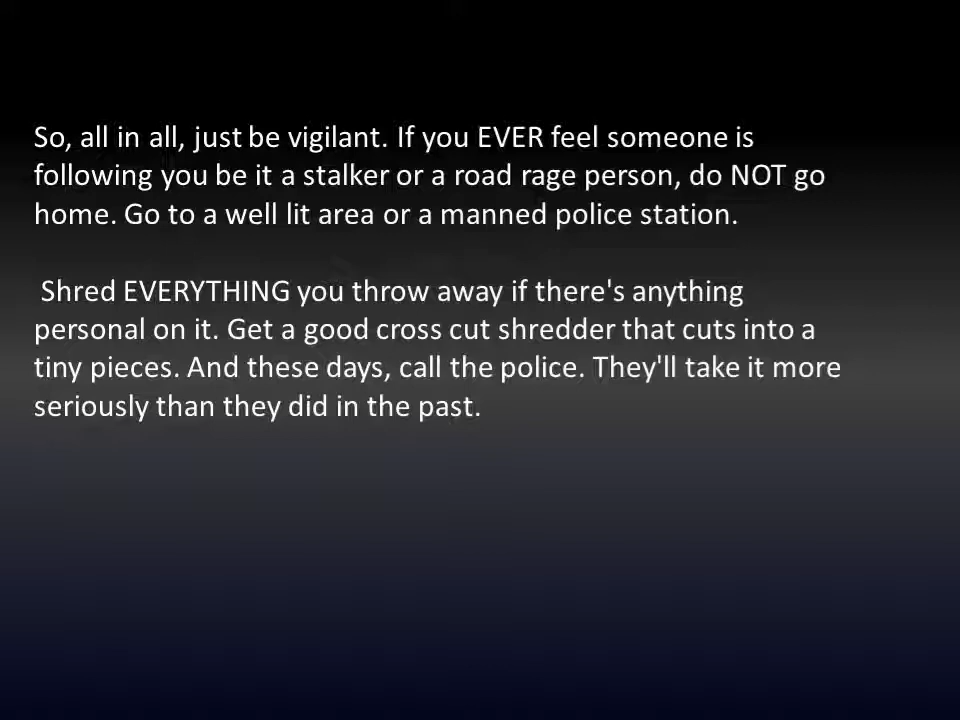 So, all in all, just be vigilant. If you EVER feel someone is
following you be it a stalker or a road rage person, do NOT go
home. Go to a well lit area or a manned police station.
Shred EVERYTHING you throw away if there's anything
personal on it. Get a good cross cut shredder that cuts into a
tiny pieces. And these days, call the police. They'll take it more
seriously than they did in the past.